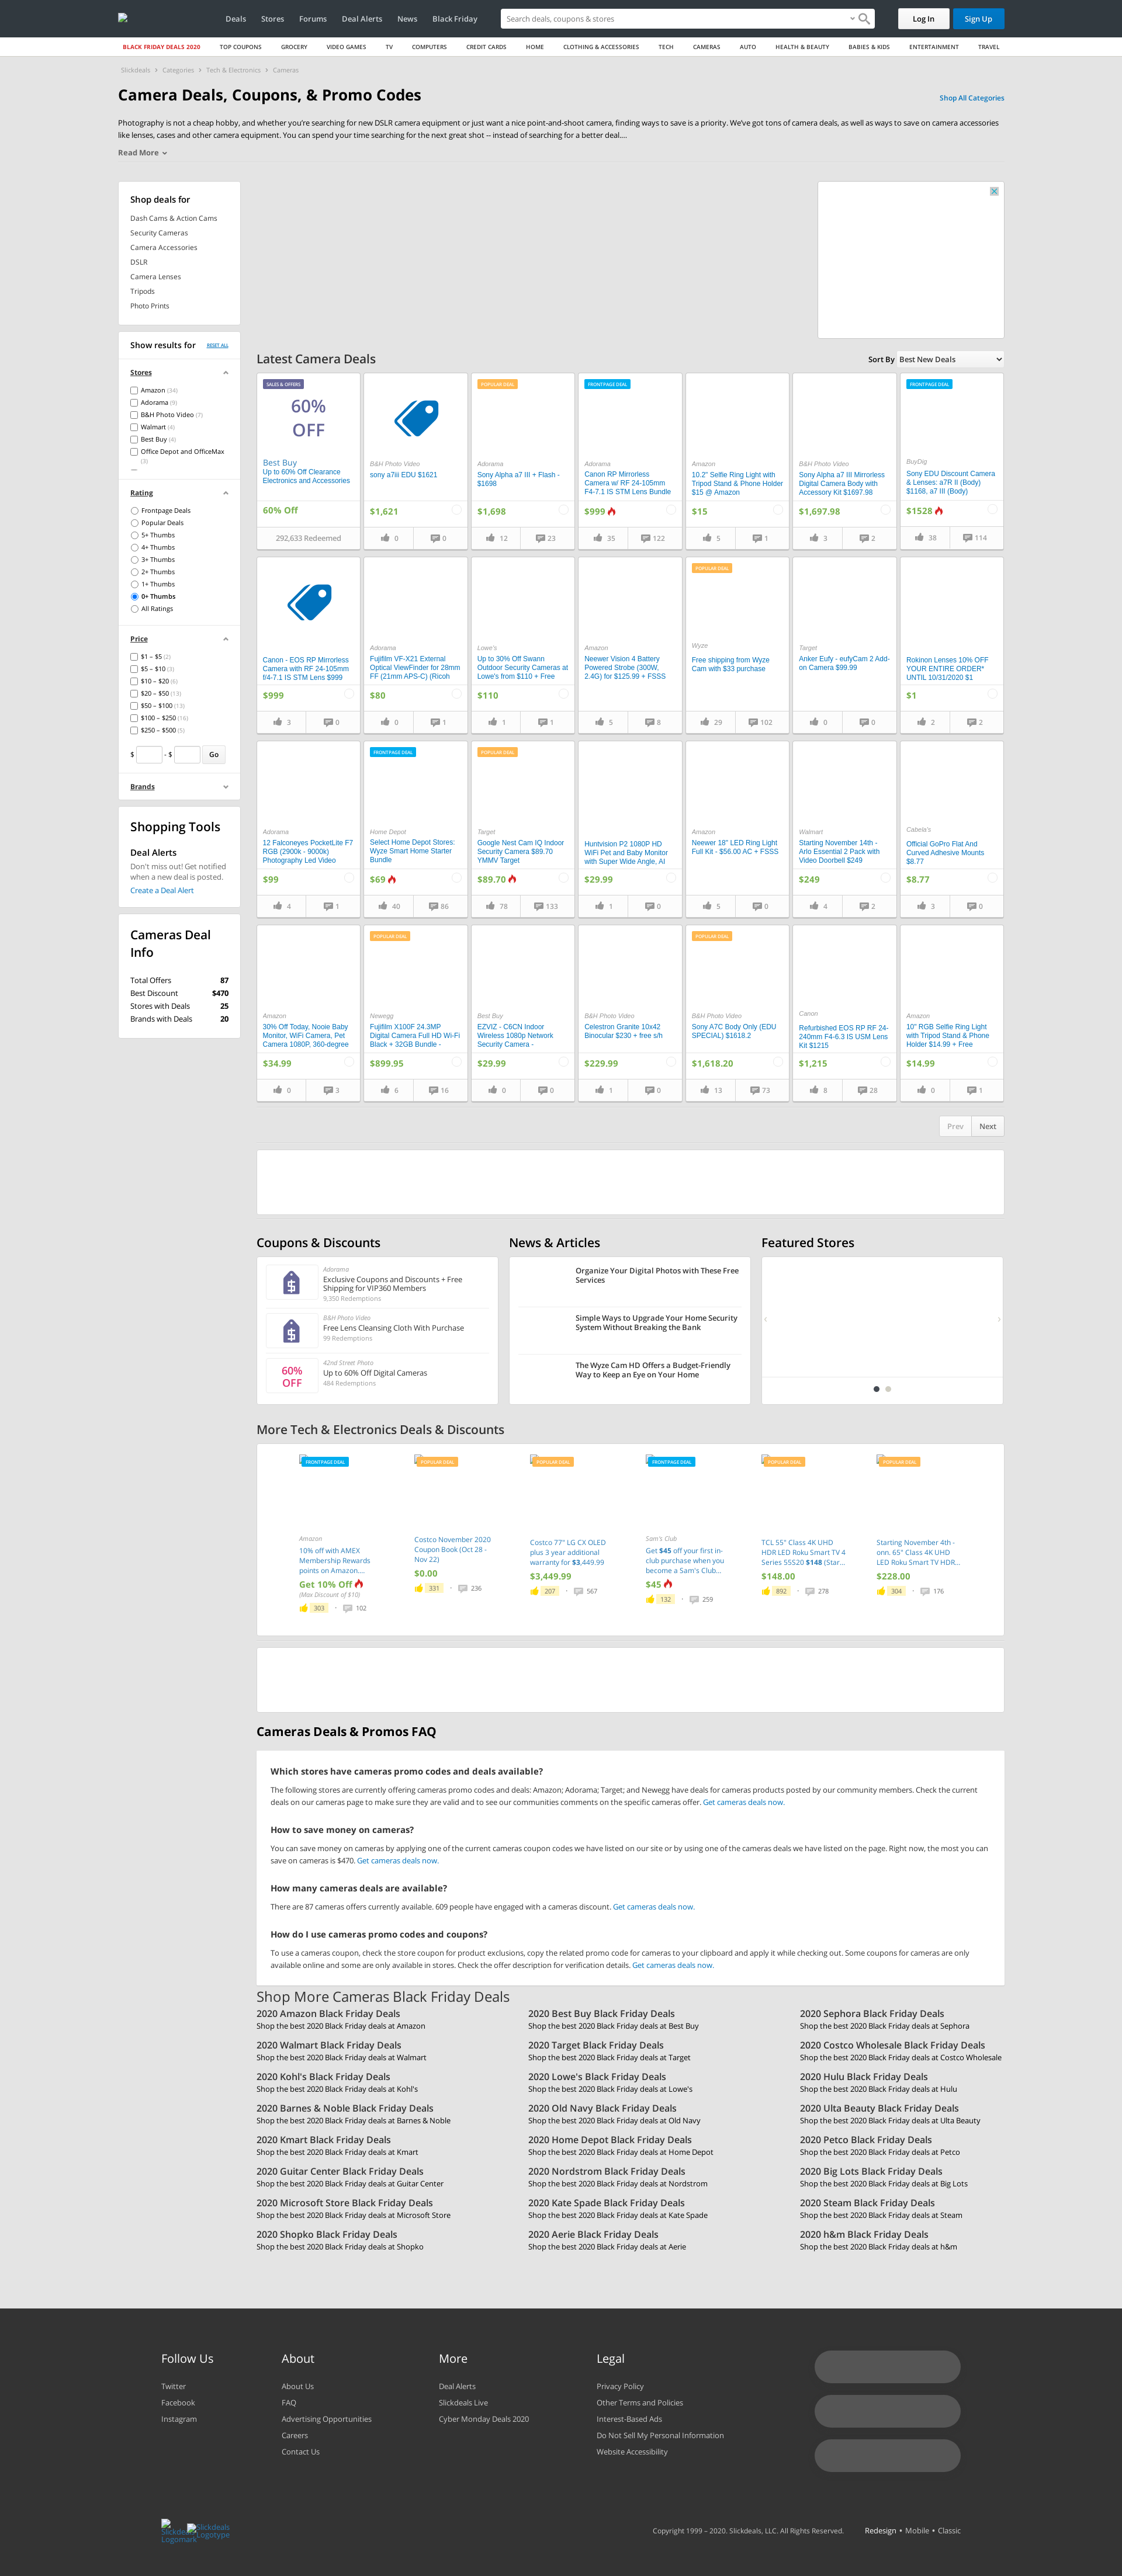 Deals
Stores
Forums
Deal Alerts
News
Black Friday
Search deals, coupons & stores
Log In
Sign Up
BLACK FRIDAY DEALS 2020
TOP COUPONS
GROCERY
VIDEO GAMES
TV
COMPUTERS
CREDIT CARDS
HOME
CLOTHING & ACCESSORIES
TECH
CAMERAS
AUTO
HEALTH & BEAUTY
BABIES & KIDS
ENTERTAINMENT
TRAVEL
Slickdeals > Categories > Tech & Electronics > Cameras
Camera Deals, Coupons, & Promo Codes
Shop All Categories
Photography is not a cheap hobby, and whether you're searching for new DSLR camera equipment or just want a nice point-and-shoot camera, finding ways to save is a priority. We've got tons of camera deals, as well as ways to save on camera accessories
like lenses, cases and other camera equipment. You can spend your time searching for the next great shot -- instead of searching for a better deal....
Read More
Shop deals for
Dash Cams & Action Cams
Security Cameras
Camera Accessories
DSLR
Camera Lenses
Tripods
Photo Prints
Show results for
RESET ALL
Stores
Amazon (34)
Adorama (9)
B&H Photo Video (7)
Walmart (4)
Best Buy (4)
Office Depot and OfficeMax
(3)
Rating
Frontpage Deals
Popular Deals
5+ Thumbs
4+ Thumbs
3+ Thumbs
2+ Thumbs
1+ Thumbs
0+ Thumbs
All Ratings
Price
$1 – $5 (2)
$5 – $10 (3)
$10 – $20 (6)
$20 – $50 (13)
$50 – $100 (13)
$100 – $250 (16)
$250 – $500 (5)
$ - $ Go
Brands
Shopping Tools
Deal Alerts
Don't miss out! Get notified
when a new deal is posted.
Create a Deal Alert
Cameras Deal
Info
Total Offers 87
Best Discount $470
Stores with Deals 25
Brands with Deals 20
Latest Camera Deals
Sort By Best New Deals
SALES & OFFERS
60%
OFF
Best Buy
Up to 60% Off Clearance
Electronics and Accessories
60% Off
292,633 Redeemed
B&H Photo Video
sony a7iii EDU $1621
$1,621
0 0
POPULAR DEAL
Adorama
Sony Alpha a7 III + Flash -
$1698
$1,698
12 23
FRONTPAGE DEAL
Adorama
Canon RP Mirrorless
Camera w/ RF 24-105mm
F4-7.1 IS STM Lens Bundle
$999
35 122
Amazon
10.2" Selfie Ring Light with
Tripod Stand & Phone Holder
$15 @ Amazon
$15
5 1
B&H Photo Video
Sony Alpha a7 III Mirrorless
Digital Camera Body with
Accessory Kit $1697.98
$1,697.98
3 2
FRONTPAGE DEAL
BuyDig
Sony EDU Discount Camera
& Lenses: a7R II (Body)
$1168, a7 III (Body)
$1528
38 114
Canon - EOS RP Mirrorless
Camera with RF 24-105mm
f/4-7.1 IS STM Lens $999
$999
3 0
Adorama
Fujifilm VF-X21 External
Optical ViewFinder for 28mm
FF (21mm APS-C) (Ricoh
$80
0 1
Lowe's
Up to 30% Off Swann
Outdoor Security Cameras at
Lowe's from $110 + Free
$110
1 1
Amazon
Neewer Vision 4 Battery
Powered Strobe (300W,
2.4G) for $125.99 + FSSS
5 8
POPULAR DEAL
Wyze
Free shipping from Wyze
Cam with $33 purchase
29 102
Target
Anker Eufy - eufyCam 2 Add-
on Camera $99.99
0 0
Rokinon Lenses 10% OFF
YOUR ENTIRE ORDER*
UNTIL 10/31/2020 $1
$1
2 2
Adorama
12 Falconeyes PocketLite F7
RGB (2900k - 9000k)
Photography Led Video
$99
4 1
FRONTPAGE DEAL
Home Depot
Select Home Depot Stores:
Wyze Smart Home Starter
Bundle
$69
40 86
POPULAR DEAL
Target
Google Nest Cam IQ Indoor
Security Camera $89.70
YMMV Target
$89.70
78 133
Huntvision P2 1080P HD
WiFi Pet and Baby Monitor
with Super Wide Angle, AI
$29.99
1 0
Amazon
Neewer 18" LED Ring Light
Full Kit - $56.00 AC + FSSS
5 0
Walmart
Starting November 14th -
Arlo Essential 2 Pack with
Video Doorbell $249
$249
4 2
Cabela's
Official GoPro Flat And
Curved Adhesive Mounts
$8.77
$8.77
3 0
Amazon
30% Off Today, Nooie Baby
Monitor, WiFi Camera, Pet
Camera 1080P, 360-degree
$34.99
0 3
POPULAR DEAL
Newegg
Fujifilm X100F 24.3MP
Digital Camera Full HD Wi-Fi
Black + 32GB Bundle -
$899.95
6 16
Best Buy
EZVIZ - C6CN Indoor
Wireless 1080p Network
Security Camera -
$29.99
0 0
B&H Photo Video
Celestron Granite 10x42
Binocular $230 + free s/h
$229.99
1 0
POPULAR DEAL
B&H Photo Video
Sony A7C Body Only (EDU
SPECIAL) $1618.2
$1,618.20
13 73
Canon
Refurbished EOS RP RF 24-
240mm F4-6.3 IS USM Lens
Kit $1215
$1,215
8 28
Amazon
10" RGB Selfie Ring Light
with Tripod Stand & Phone
Holder $14.99 + Free
$14.99
0 1
Prev Next
Coupons & Discounts
Adorama
Exclusive Coupons and Discounts + Free
Shipping for VIP360 Members
9,350 Redemptions
B&H Photo Video
Free Lens Cleansing Cloth With Purchase
99 Redemptions
60%
OFF
42nd Street Photo
Up to 60% Off Digital Cameras
484 Redemptions
News & Articles
Organize Your Digital Photos with These Free
Services
Simple Ways to Upgrade Your Home Security
System Without Breaking the Bank
The Wyze Cam HD Offers a Budget-Friendly
Way to Keep an Eye on Your Home
Featured Stores
More Tech & Electronics Deals & Discounts
FRONTPAGE DEAL
Amazon
10% off with AMEX
Membership Rewards
points on Amazon....
Get 10% Off
(Max Discount of $10)
303 · 102
POPULAR DEAL
Costco November 2020
Coupon Book (Oct 28 -
Nov 22)
$0.00
331 · 236
POPULAR DEAL
Costco 77" LG CX OLED
plus 3 year additional
warranty for $3,449.99
$3,449.99
207 · 567
FRONTPAGE DEAL
Sam's Club
Get $45 off your first in-
club purchase when you
become a Sam's Club...
$45
132 · 259
POPULAR DEAL
TCL 55" Class 4K UHD
HDR LED Roku Smart TV 4
Series 55S20 $148 (Star...
$148.00
892 · 278
POPULAR DEAL
Starting November 4th -
onn. 65" Class 4K UHD
LED Roku Smart TV HDR...
$228.00
304 · 176
Cameras Deals & Promos FAQ
Which stores have cameras promo codes and deals available?
The following stores are currently offering cameras promo codes and deals: Amazon; Adorama; Target; and Newegg have deals for cameras products posted by our community members. Check the current
deals on our cameras page to make sure they are valid and to see our communities comments on the specific cameras offer. Get cameras deals now.
How to save money on cameras?
You can save money on cameras by applying one of the current cameras coupon codes we have listed on our site or by using one of the cameras deals we have listed on the page. Right now, the most you can
save on cameras is $470. Get cameras deals now.
How many cameras deals are available?
There are 87 cameras offers currently available. 609 people have engaged with a cameras discount. Get cameras deals now.
How do I use cameras promo codes and coupons?
To use a cameras coupon, check the store coupon for product exclusions, copy the related promo code for cameras to your clipboard and apply it while checking out. Some coupons for cameras are only
available online and some are only available in stores. Check the offer description for verification details. Get cameras deals now.
Shop More Cameras Black Friday Deals
2020 Amazon Black Friday Deals
Shop the best 2020 Black Friday deals at Amazon
2020 Best Buy Black Friday Deals
Shop the best 2020 Black Friday deals at Best Buy
2020 Sephora Black Friday Deals
Shop the best 2020 Black Friday deals at Sephora
2020 Walmart Black Friday Deals
Shop the best 2020 Black Friday deals at Walmart
2020 Target Black Friday Deals
Shop the best 2020 Black Friday deals at Target
2020 Costco Wholesale Black Friday Deals
Shop the best 2020 Black Friday deals at Costco Wholesale
2020 Kohl's Black Friday Deals
Shop the best 2020 Black Friday deals at Kohl's
2020 Lowe's Black Friday Deals
Shop the best 2020 Black Friday deals at Lowe's
2020 Hulu Black Friday Deals
Shop the best 2020 Black Friday deals at Hulu
2020 Barnes & Noble Black Friday Deals
Shop the best 2020 Black Friday deals at Barnes & Noble
2020 Old Navy Black Friday Deals
Shop the best 2020 Black Friday deals at Old Navy
2020 Ulta Beauty Black Friday Deals
Shop the best 2020 Black Friday deals at Ulta Beauty
2020 Kmart Black Friday Deals
Shop the best 2020 Black Friday deals at Kmart
2020 Home Depot Black Friday Deals
Shop the best 2020 Black Friday deals at Home Depot
2020 Petco Black Friday Deals
Shop the best 2020 Black Friday deals at Petco
2020 Guitar Center Black Friday Deals
Shop the best 2020 Black Friday deals at Guitar Center
2020 Nordstrom Black Friday Deals
Shop the best 2020 Black Friday deals at Nordstrom
2020 Big Lots Black Friday Deals
Shop the best 2020 Black Friday deals at Big Lots
2020 Microsoft Store Black Friday Deals
Shop the best 2020 Black Friday deals at Microsoft Store
2020 Kate Spade Black Friday Deals
Shop the best 2020 Black Friday deals at Kate Spade
2020 Steam Black Friday Deals
Shop the best 2020 Black Friday deals at Steam
2020 Shopko Black Friday Deals
Shop the best 2020 Black Friday deals at Shopko
2020 Aerie Black Friday Deals
Shop the best 2020 Black Friday deals at Aerie
2020 h&m Black Friday Deals
Shop the best 2020 Black Friday deals at h&m
Follow Us
Twitter
Facebook
Instagram
About
About Us
FAQ
Advertising Opportunities
Careers
Contact Us
More
Deal Alerts
Slickdeals Live
Cyber Monday Deals 2020
Legal
Privacy Policy
Other Terms and Policies
Interest-Based Ads
Do Not Sell My Personal Information
Website Accessibility
Slickdeals
Logomark
Slickdeals
Logotype
Copyright 1999 – 2020. Slickdeals, LLC. All Rights Reserved.
Redesign • Mobile • Classic